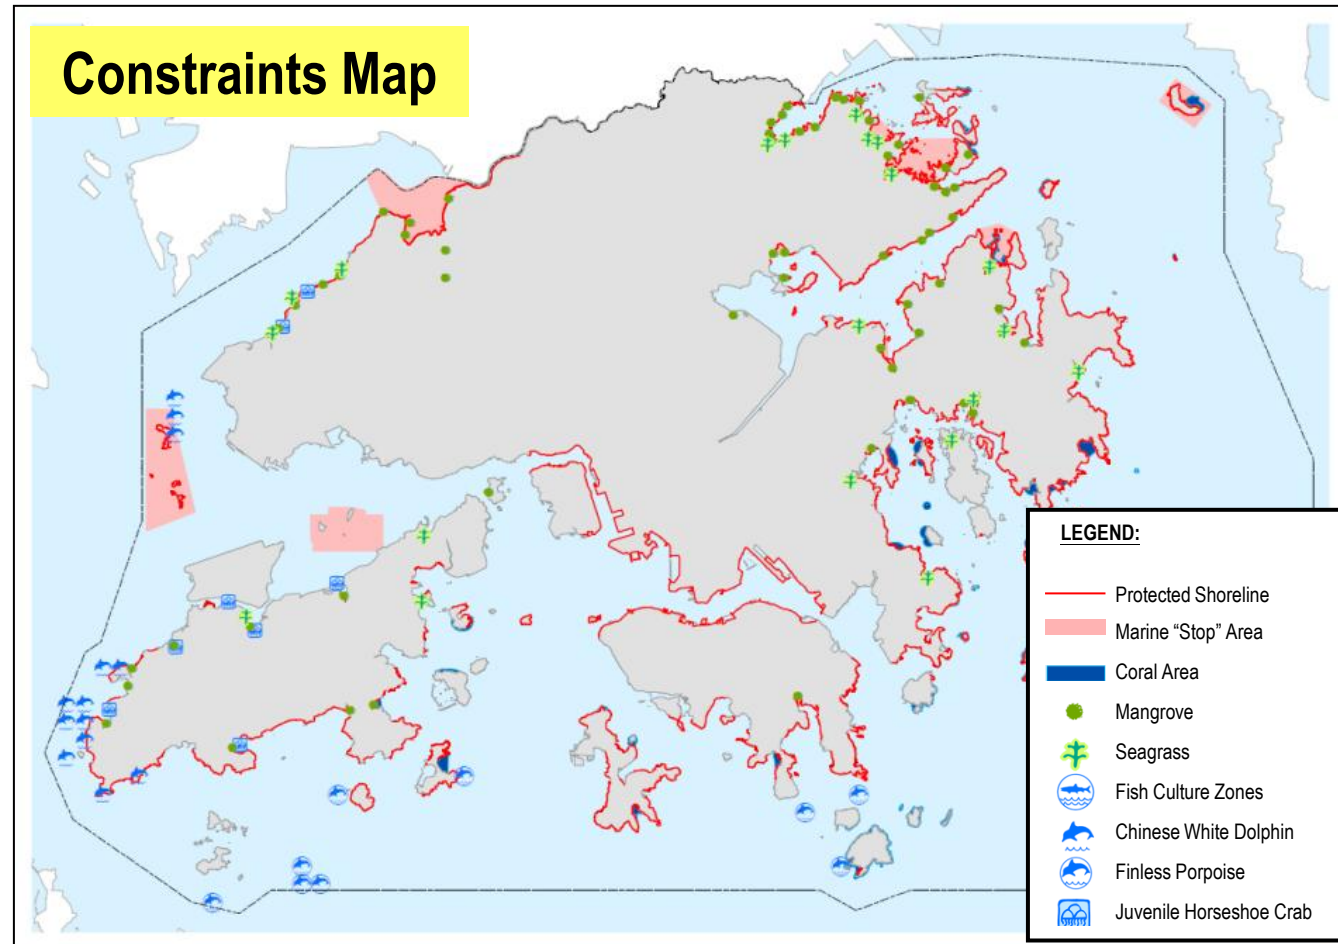 Constraints Map
LEGEND:
Protected Shoreline
Marine “Stop” Area
Coral Area
Mangrove
Seagrass
Fish Culture Zones
Chinese White Dolphin
Finless Porpoise
Juvenile Horseshoe Crab